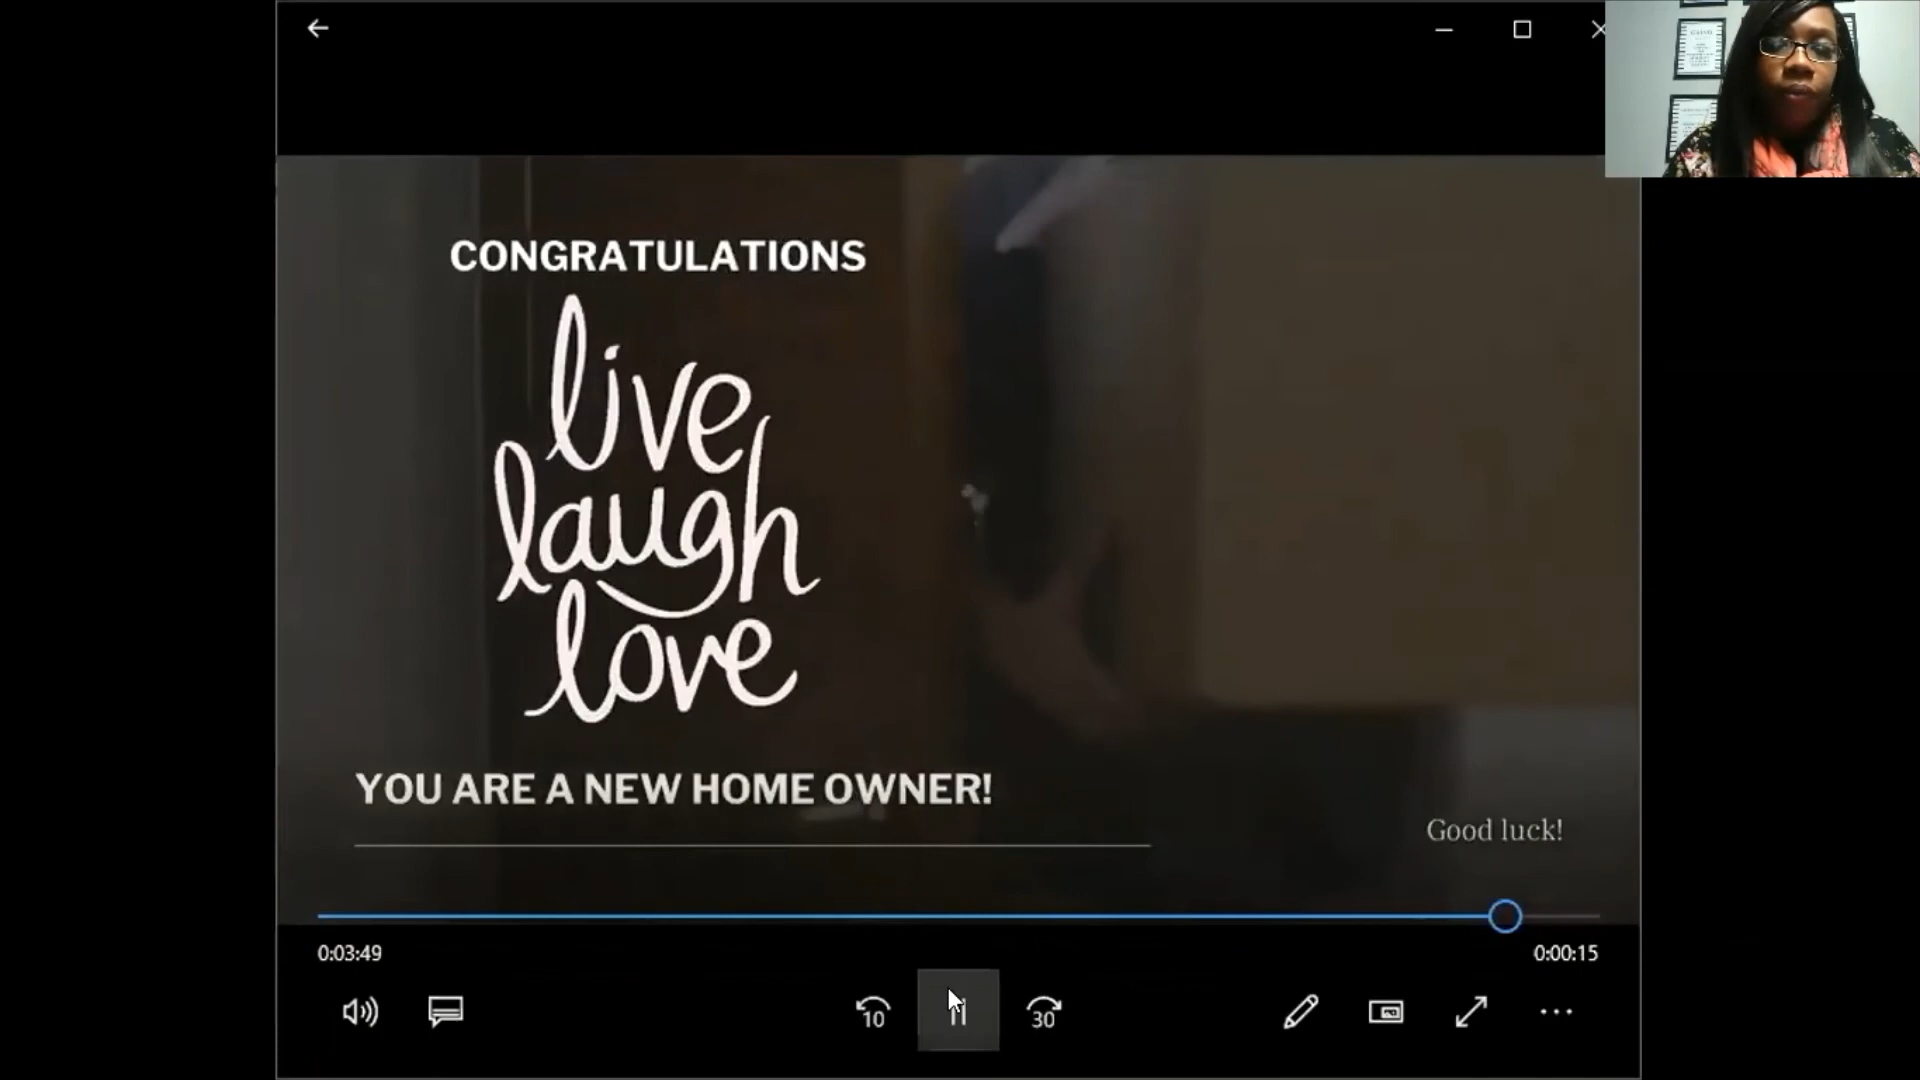 CONGRATULATIONS
live
laugh
love
YOU ARE A NEW HOME OWNER!
Good luck!
0:03:49
0:00:15
10
30